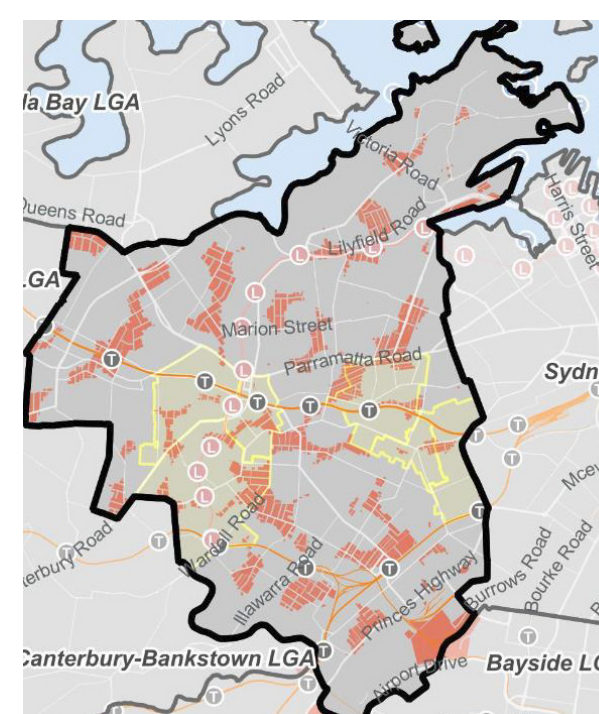 la Bay LGA
Lyons Road
Victoria Road
Queens Road
Harris Street
Lilyfield Road
L
L
L
L
LGA
L
Marion Street
L
Parramatta Road
T
T
Sydn
T
L
T
T
T
T
T
T
L
L
Mcev
L
T
terbury Road
T
T
L
Wardell Road
Illawarra Road
T
T
Princes Highway
Burrows Road
Bourke Road
T
T
Canterbury-Bankstown LGA
Airport Drive
Bayside LG
T
T